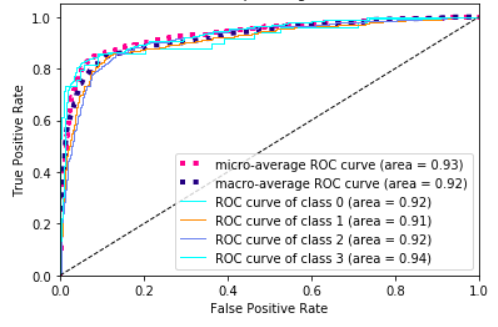 1.0
0.8
0.6
0.4
0.2
0.0
True Positive Rate
micro-average ROC curve (area = 0.93)
macro-average ROC curve (area = 0.92)
ROC curve of class 0 (area = 0.92)
ROC curve of class 1 (area = 0.91)
ROC curve of class 2 (area = 0.92)
ROC curve of class 3 (area = 0.94)
0.0 0.2 0.4 0.6 0.8 1.0
False Positive Rate